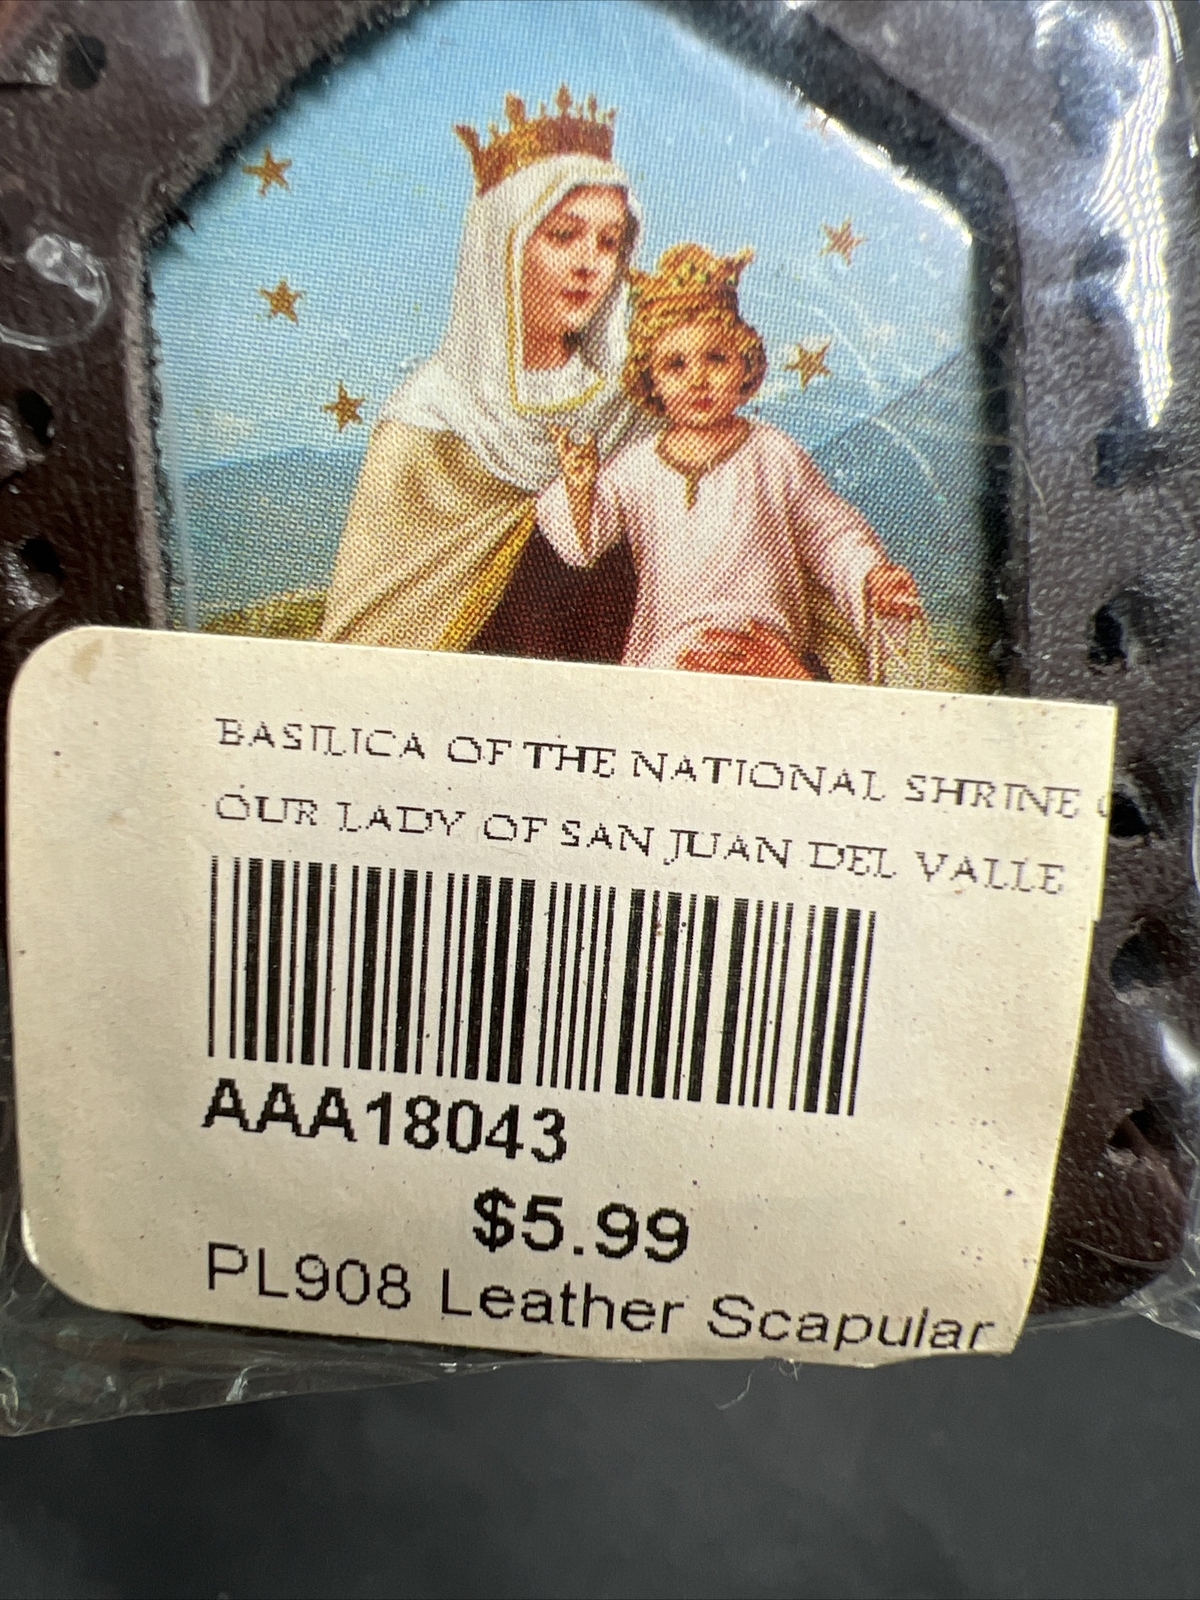 BASILICA OF THE NATIONAL SHRINE
OUR LADY OF SAN JUAN DEL VALLE
AAA18043
$5.99
PL908 Leather Scapular